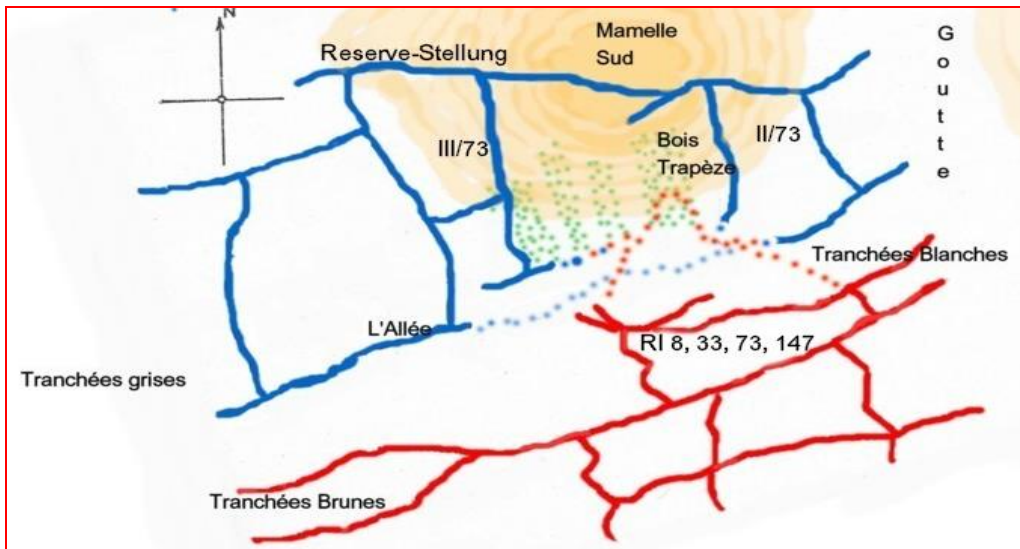 N
Mamelle
Sud
Reserve-Stellung
G
o
u
t
t
e
III/73
Bois
Trapèze
II/73
Tranchées Blanches
L'Allée
RI 8, 33, 73, 147
Tranchées grises
Tranchées Brunes